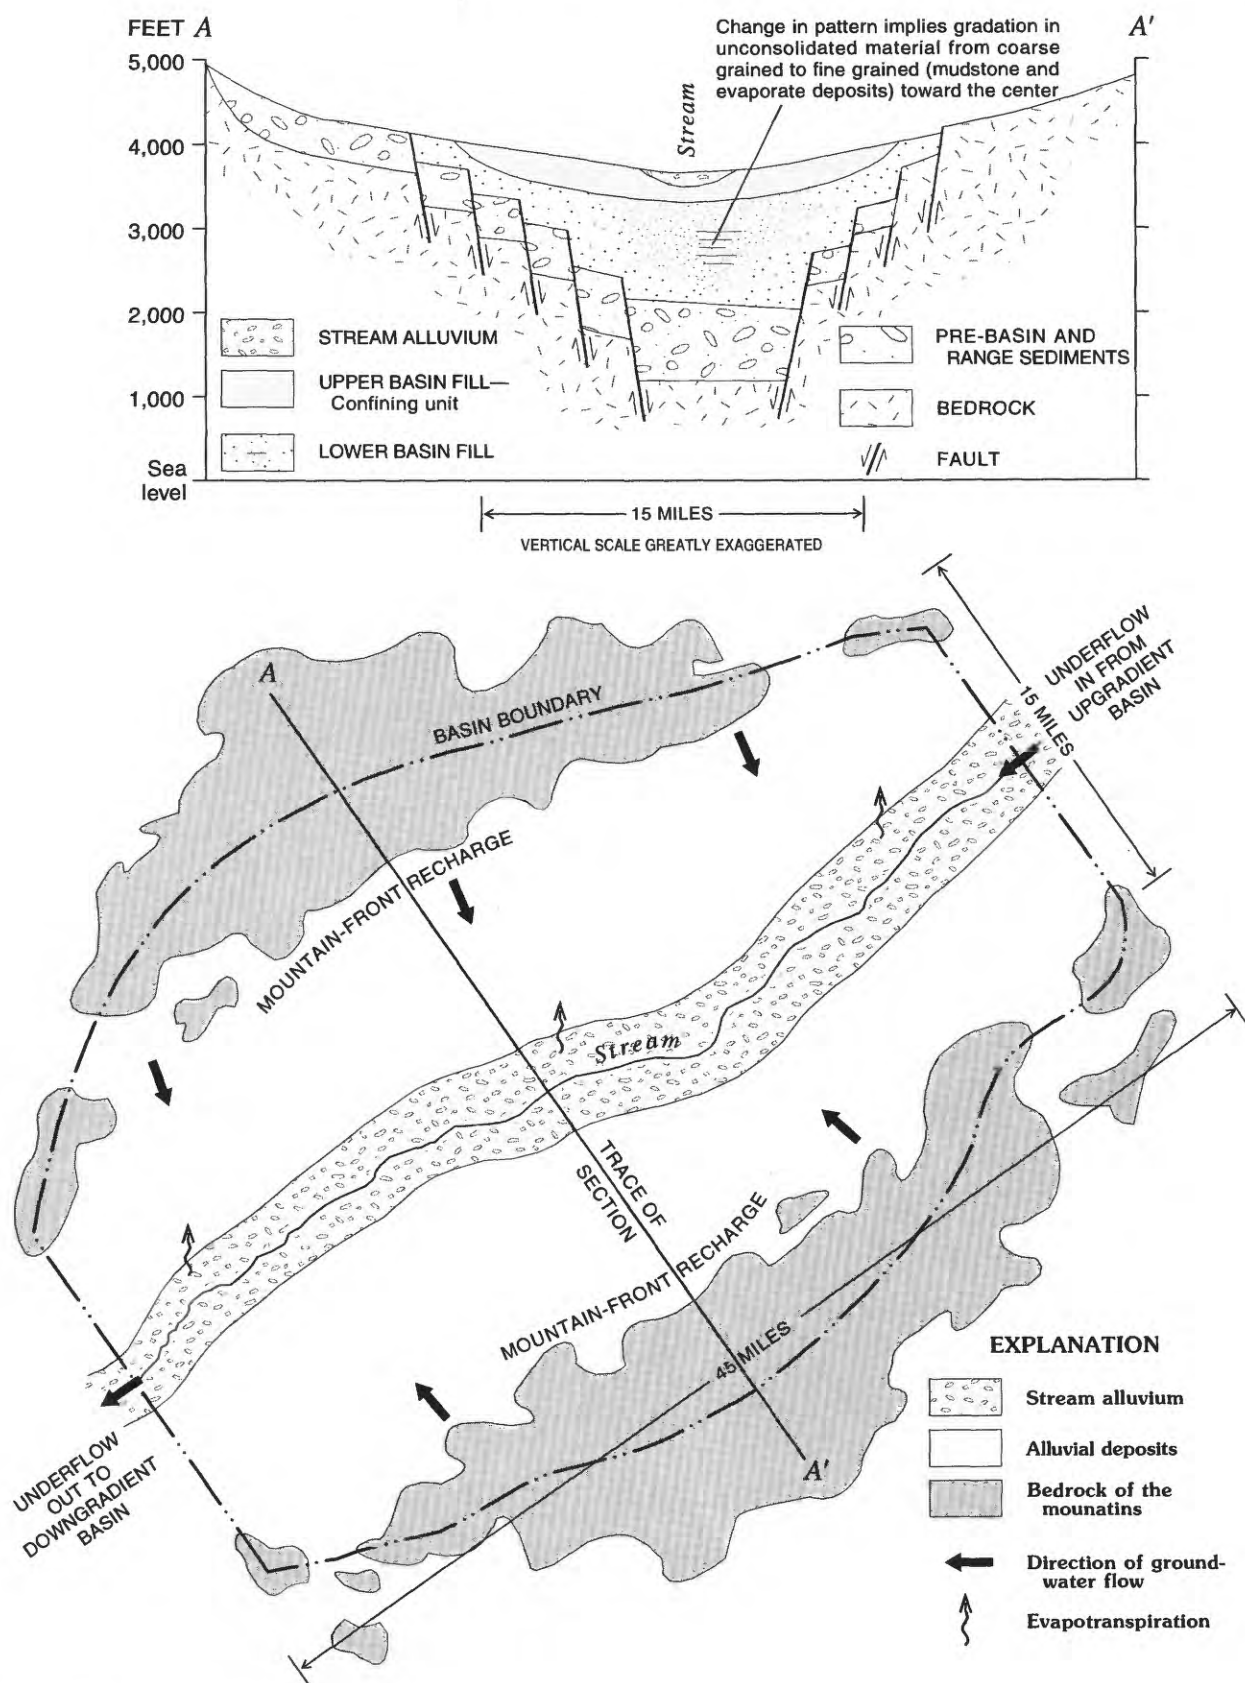 FEET A
A'
Change in pattern implies gradation in
unconsolidated material from coarse
grained to fine grained (mudstone and
evaporate deposits) toward the center
Stream
5,000
4,000
3,000
2,000
1,000
Sea
level
STREAM ALLUVIUM
UPPER BASIN FILL—
Confining unit
LOWER BASIN FILL
PRE-BASIN AND
RANGE SEDIMENTS
BEDROCK
FAULT
15 MILES
VERTICAL SCALE GREATLY EXAGGERATED
A
BASIN BOUNDARY
UNDERFLOW
IN FROM
UPGRADIENT
BASIN
15 MILES
MOUNTAIN-FRONT RECHARGE
Stream
TRACE OF
SECTION
MOUNTAIN-FRONT RECHARGE
45 MILES
A'
UNDERFLOW
OUT TO
DOWNGRADIENT
BASIN
EXPLANATION
Stream alluvium
Alluvial deposits
Bedrock of the
mounatins
Direction of ground-
water flow
Evapotranspiration